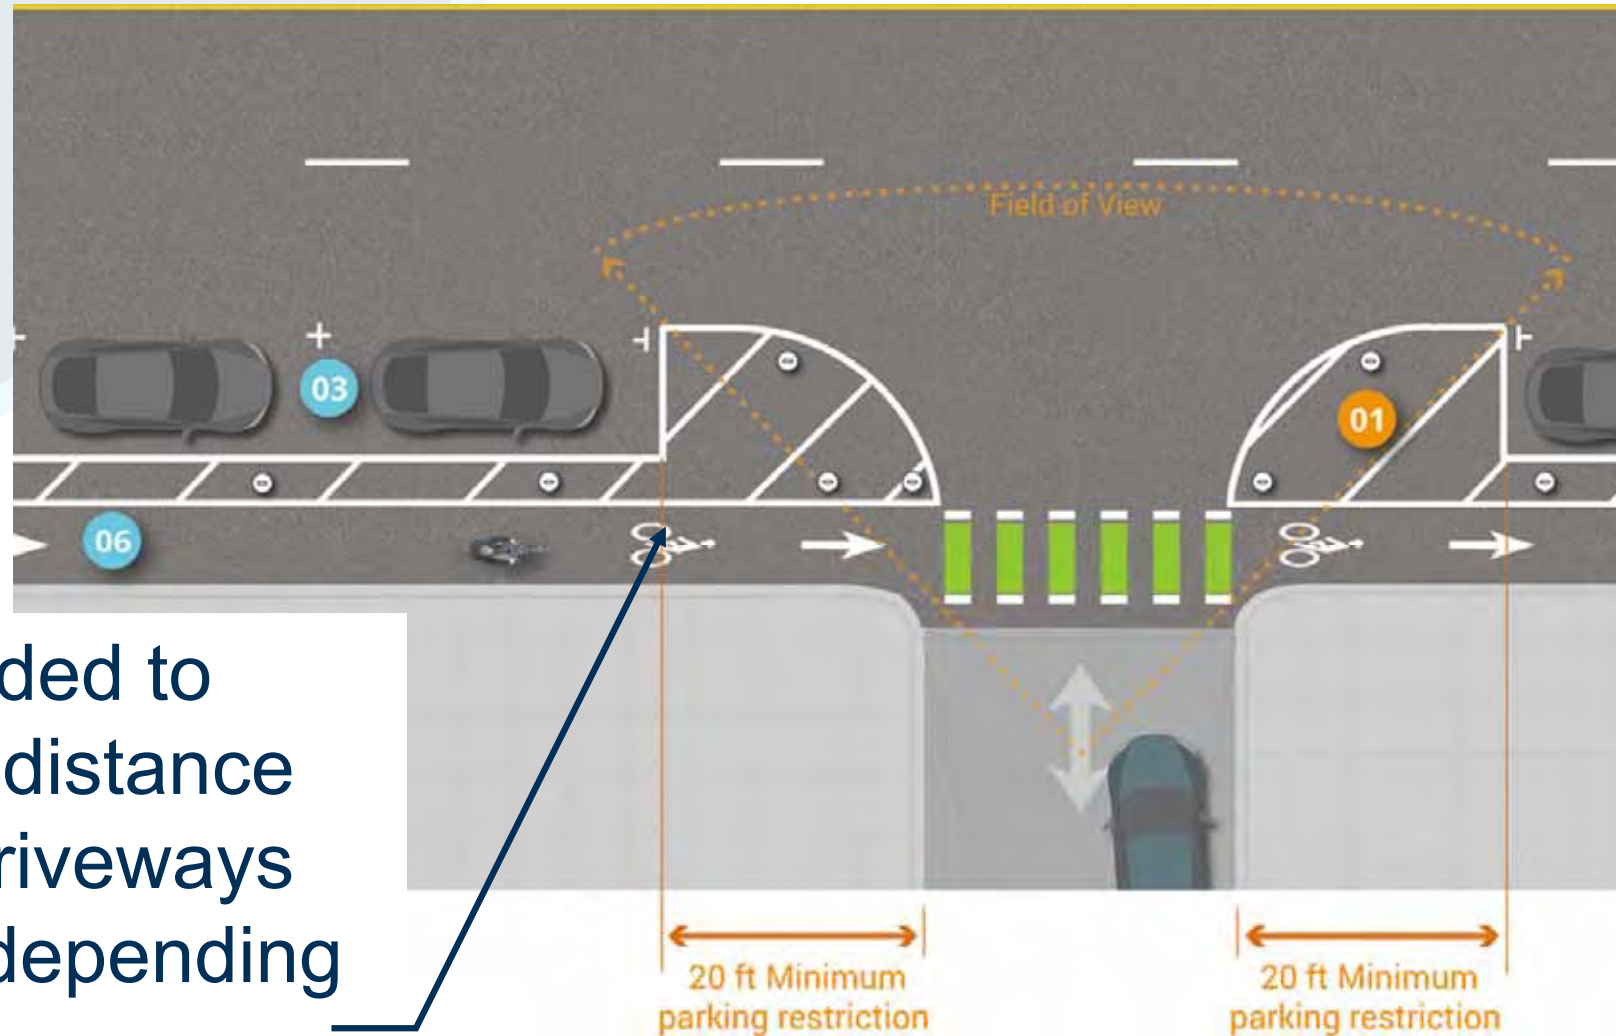 Field of View
03
01
06
ded to
distance
riveways
depending
20 ft Minimum
parking restriction
20 ft Minimum
parking restriction